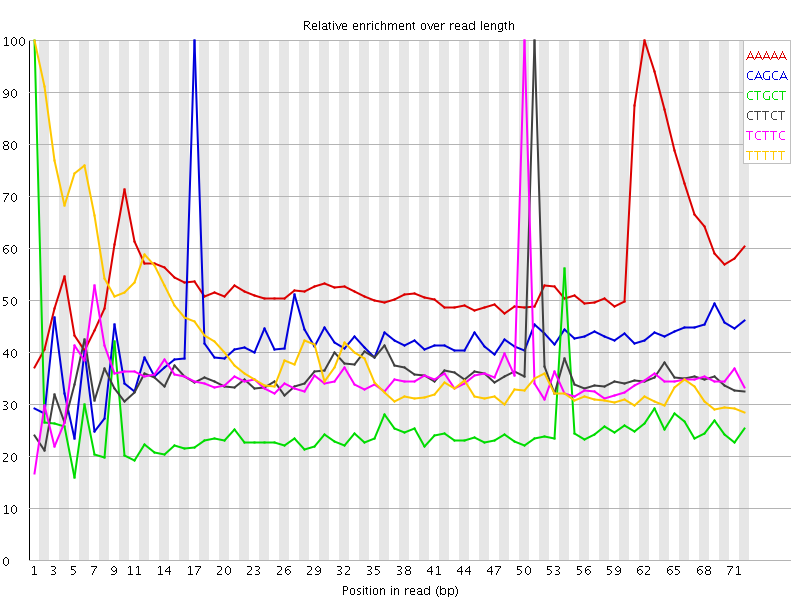 Relative enrichment over read length
100
90
80
70
60
50
40
30
20
10
0
AAAAA
CAGCA
CTGCT
CTTCT
TCTTC
TTTTT
1 2 3 5 7 9 11 14 17 20 23 26 29 32 35 38 41 44 47 50 53 56 59 62 65 68 71
Position in read (bp)